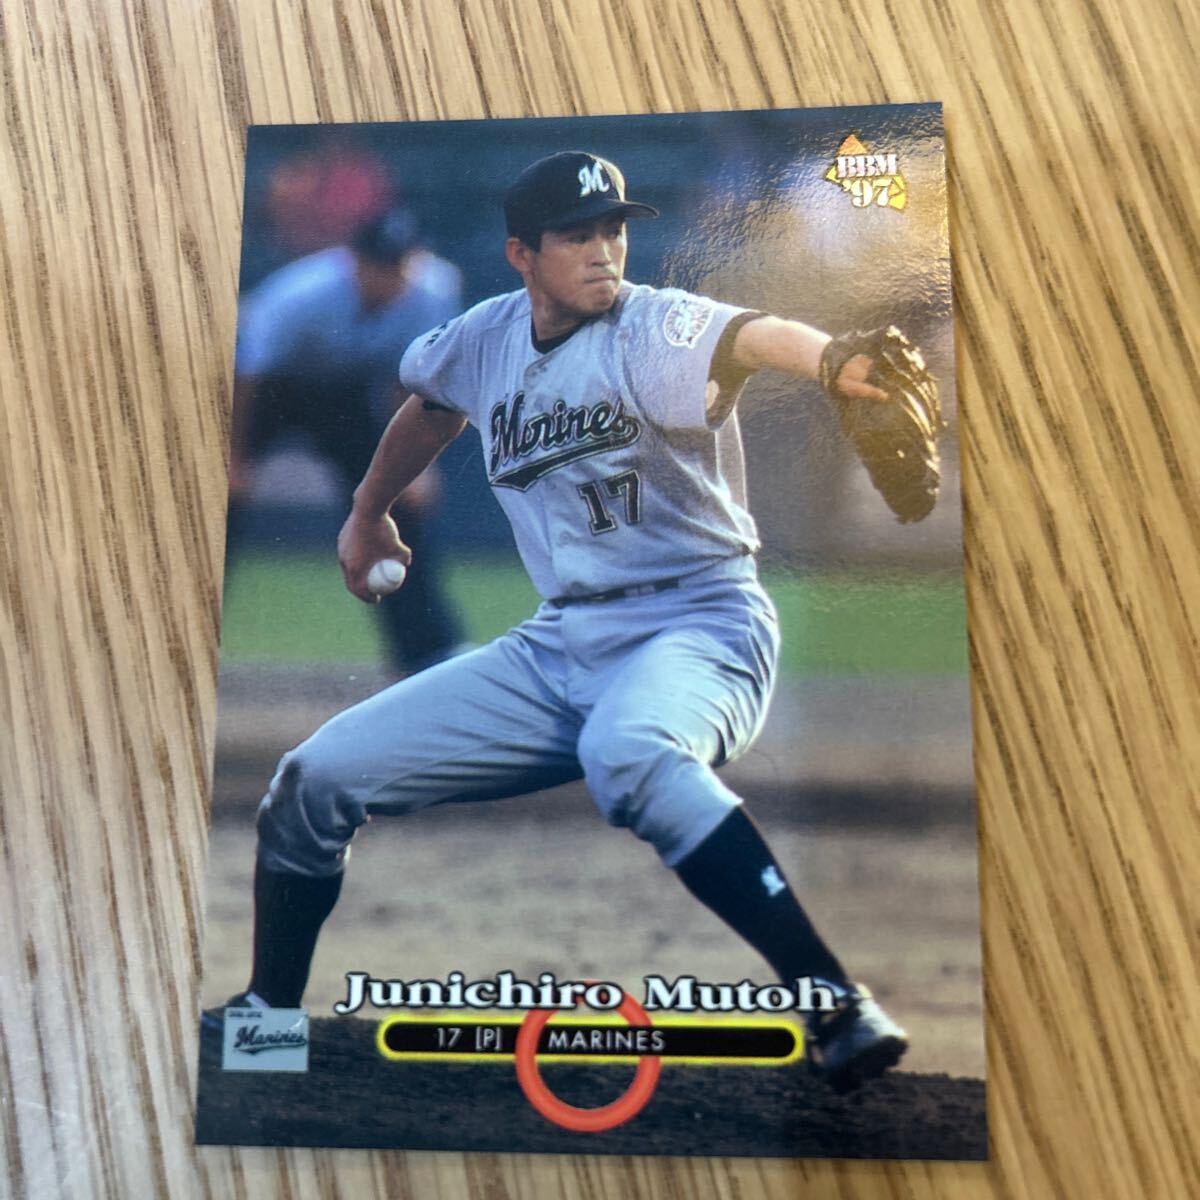 BBM
'97
M
Marines
17
Junichiro Mutoh
17 [P] MARINES
Marines